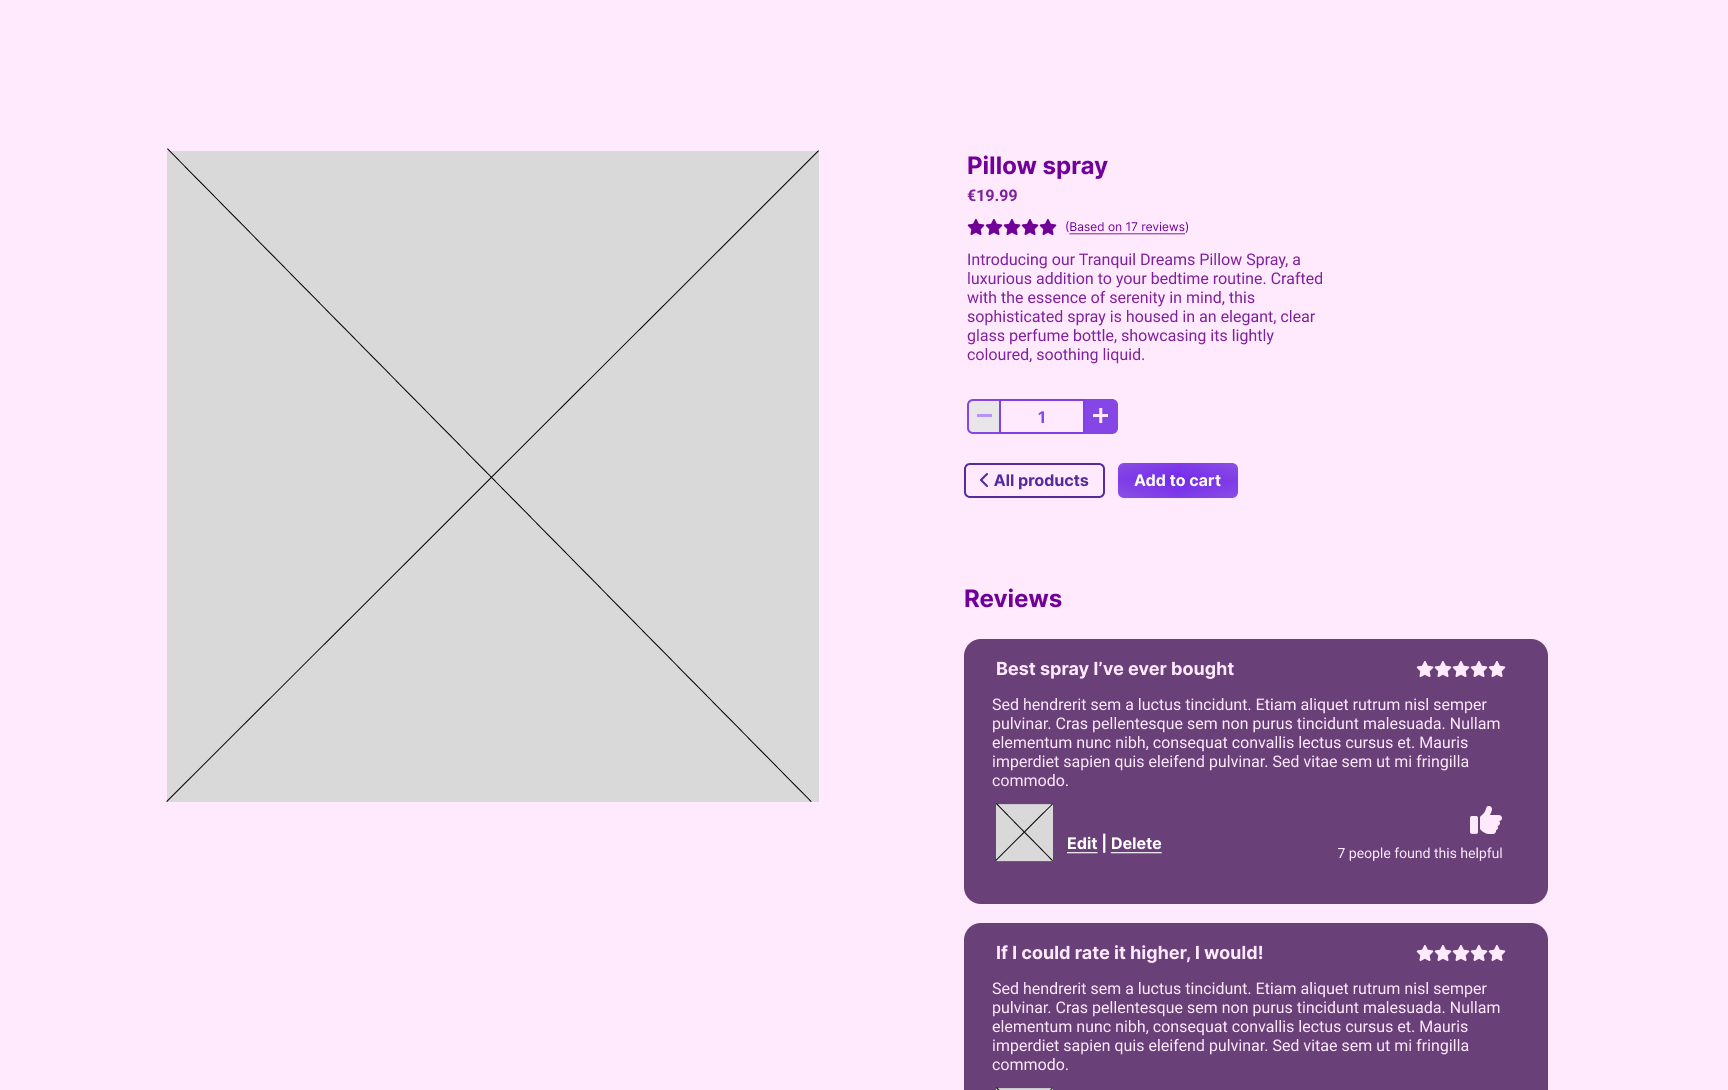 Pillow spray
€19.99
(Based on 17 reviews)
Introducing our Tranquil Dreams Pillow Spray, a
luxurious addition to your bedtime routine. Crafted
with the essence of serenity in mind, this
sophisticated spray is housed in an elegant, clear
glass perfume bottle, showcasing its lightly
coloured, soothing liquid.
1
All products
Add to cart
Reviews
Best spray I’ve ever bought
Sed hendrerit sem a luctus tincidunt. Etiam aliquet rutrum nisl semper
pulvinar. Cras pellentesque sem non purus tincidunt malesuada. Nullam
elementum nunc nibh, consequat convallis lectus cursus et. Mauris
imperdiet sapien quis eleifend pulvinar. Sed vitae sem ut mi fringilla
commodo.
Edit | Delete
7 people found this helpful
If I could rate it higher, I would!
Sed hendrerit sem a luctus tincidunt. Etiam aliquet rutrum nisl semper
pulvinar. Cras pellentesque sem non purus tincidunt malesuada. Nullam
elementum nunc nibh, consequat convallis lectus cursus et. Mauris
imperdiet sapien quis eleifend pulvinar. Sed vitae sem ut mi fringilla
commodo.